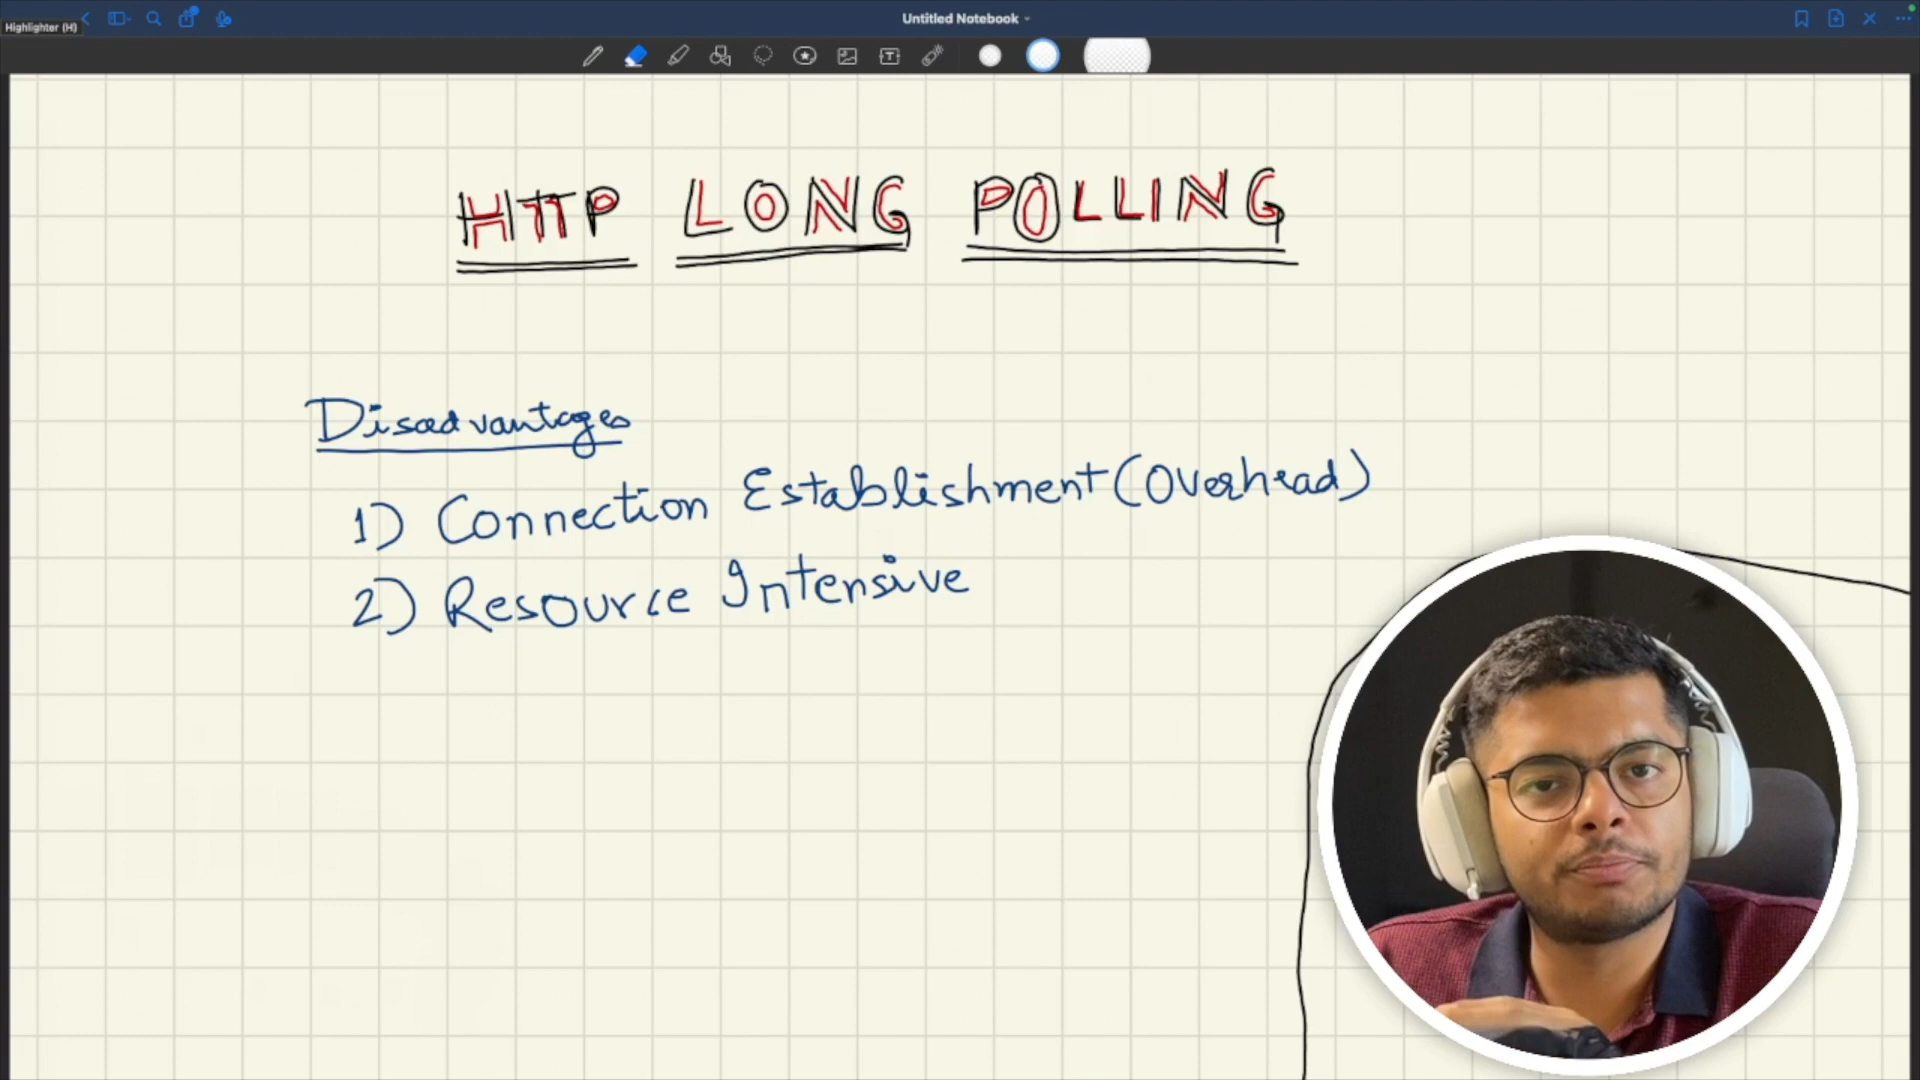 Highlighter (H)
Untitled Notebook
HTTP LONG POLLING
Disadvantages
1) Connection Establishment (Overhead)
2) Resource Intensive